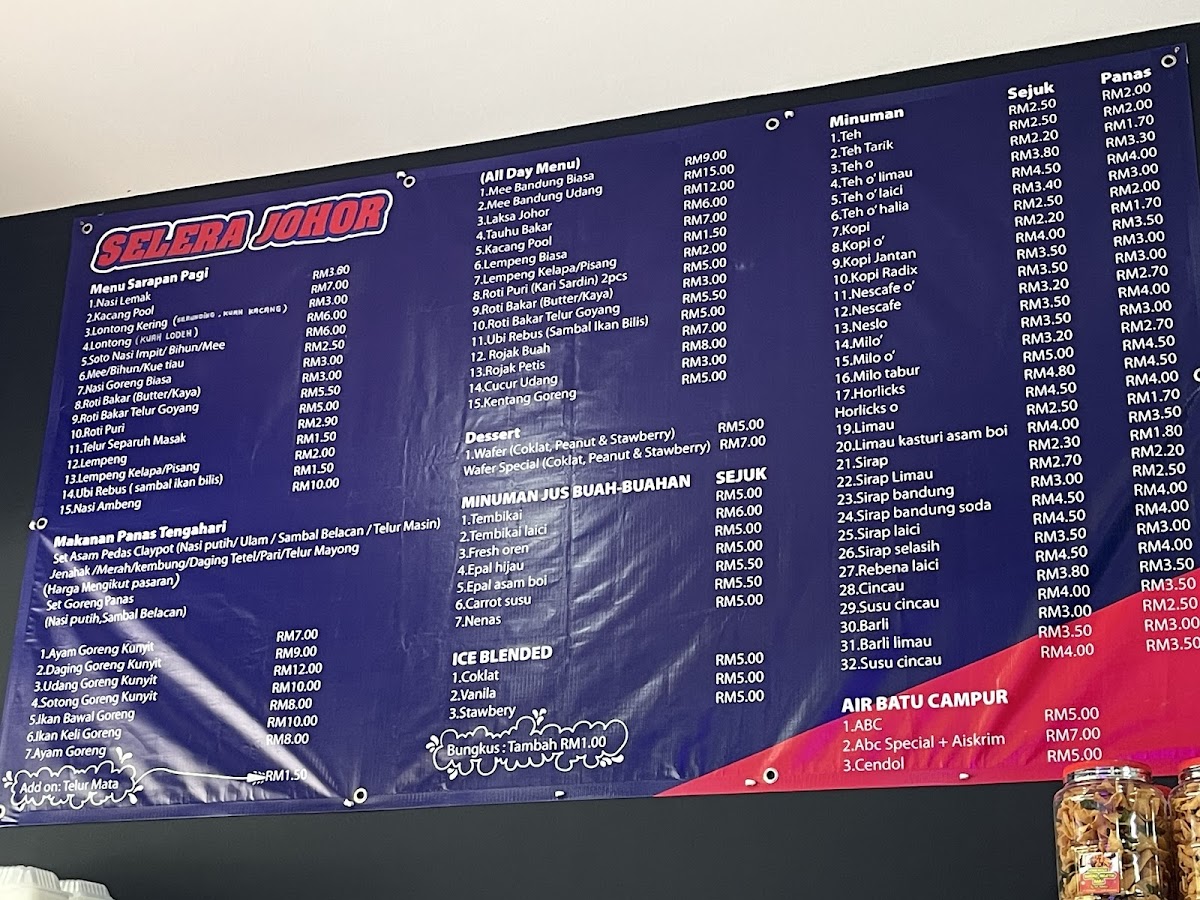 SELERA JOHOR
Menu Sarapan Pagi
1.Nasi Lemak RM3.80
2.Kacang Pool RM7.00
3.Lontong Kering (SERUNDING, KUAH KACANG) RM3.00
4.Lontong (KUAH LODEH) RM6.00
5.Soto Nasi Impit/ Bihun/Mee RM6.00
6.Mee/Bihun/Kue tiau RM2.50
7.Nasi Goreng Biasa RM3.00
8.Roti Bakar (Butter/Kaya) RM3.00
9.Roti Bakar Telur Goyang RM5.50
10.Roti Puri RM5.00
11.Telur Separuh Masak RM2.90
12.Lempeng RM1.50
13.Lempeng Kelapa/Pisang RM2.00
14.Ubi Rebus ( sambal ikan bilis) RM1.50
15.Nasi Ambeng RM10.00
Makanan Panas Tengahari
Set Asam Pedas Claypot (Nasi putih/ Ulam / Sambal Belacan / Telur Masin)
Jenahak /Merah/kembung/Daging Tetel/Pari/Telur Mayong
(Harga Mengikut pasaran)
Set Goreng Panas
(Nasi putih,Sambal Belacan)
1.Ayam Goreng Kunyit RM7.00
2.Daging Goreng Kunyit RM9.00
3.Udang Goreng Kunyit RM12.00
4.Sotong Goreng Kunyit RM10.00
5.Ikan Bawal Goreng RM8.00
6.Ikan Keli Goreng RM10.00
7.Ayam Goreng RM8.00
Add on: Telur Mata RM1.50
(All Day Menu)
1.Mee Bandung Biasa RM9.00
2.Mee Bandung Udang RM15.00
3.Laksa Johor RM12.00
4.Tauhu Bakar RM6.00
5.Kacang Pool RM7.00
6.Lempeng Biasa RM1.50
7.Lempeng Kelapa/Pisang RM2.00
8.Roti Puri (Kari Sardin) 2pcs RM5.00
9.Roti Bakar (Butter/Kaya) RM3.00
10.Roti Bakar Telur Goyang RM5.50
11.Ubi Rebus (Sambal Ikan Bilis) RM5.00
12. Rojak Buah RM7.00
13.Rojak Petis RM8.00
14.Cucur Udang RM3.00
15.Kentang Goreng RM5.00
Dessert
1.Wafer (Coklat, Peanut & Stawberry) RM5.00
Wafer Special (Coklat, Peanut & Stawberry) RM7.00
MINUMAN JUS BUAH-BUAHAN SEJUK
1.Tembikai RM5.00
2.Tembikai laici RM6.00
3.Fresh oren RM5.00
4.Epal hijau RM5.00
5.Epal asam boi RM5.50
6.Carrot susu RM5.50
7.Nenas RM5.00
ICE BLENDED
1.Coklat RM5.00
2.Vanila RM5.00
3.Stawbery RM5.00
Bungkus : Tambah RM1.00
Minuman Sejuk Panas
1.Teh RM2.50 RM2.00
2.Teh Tarik RM2.50 RM2.00
3.Teh o RM2.20 RM1.70
4.Teh o' limau RM3.80 RM3.30
5.Teh o' laici RM4.50 RM4.00
6.Teh o' halia RM3.40 RM3.00
7.Kopi RM2.50 RM2.00
8.Kopi o' RM2.20 RM1.70
9.Kopi Jantan RM4.00 RM3.50
10.Kopi Radix RM3.50 RM3.00
11.Nescafe o' RM3.50 RM3.00
12.Nescafe RM3.20 RM2.70
13.Neslo RM3.50 RM4.00
14.Milo' RM3.50 RM3.00
15.Milo o' RM3.20 RM2.70
16.Milo tabur RM5.00 RM4.50
17.Horlicks RM4.80 RM4.50
Horlicks o RM4.50 RM4.00
19.Limau RM2.50 RM1.70
20.Limau kasturi asam boi RM4.00 RM3.50
21.Sirap RM2.30 RM1.80
22.Sirap Limau RM2.70 RM2.20
23.Sirap bandung RM3.00 RM2.50
24.Sirap bandung soda RM4.50 RM4.00
25.Sirap laici RM4.50 RM4.00
26.Sirap selasih RM3.50 RM3.00
27.Rebena laici RM4.50 RM4.00
28.Cincau RM3.80 RM3.50
29.Susu cincau RM4.00 RM3.50
30.Barli RM3.00 RM2.50
31.Barli limau RM3.50 RM3.00
32.Susu cincau RM4.00 RM3.50
AIR BATU CAMPUR
1.ABC RM5.00
2.Abc Special + Aiskrim RM7.00
3.Cendol RM5.00